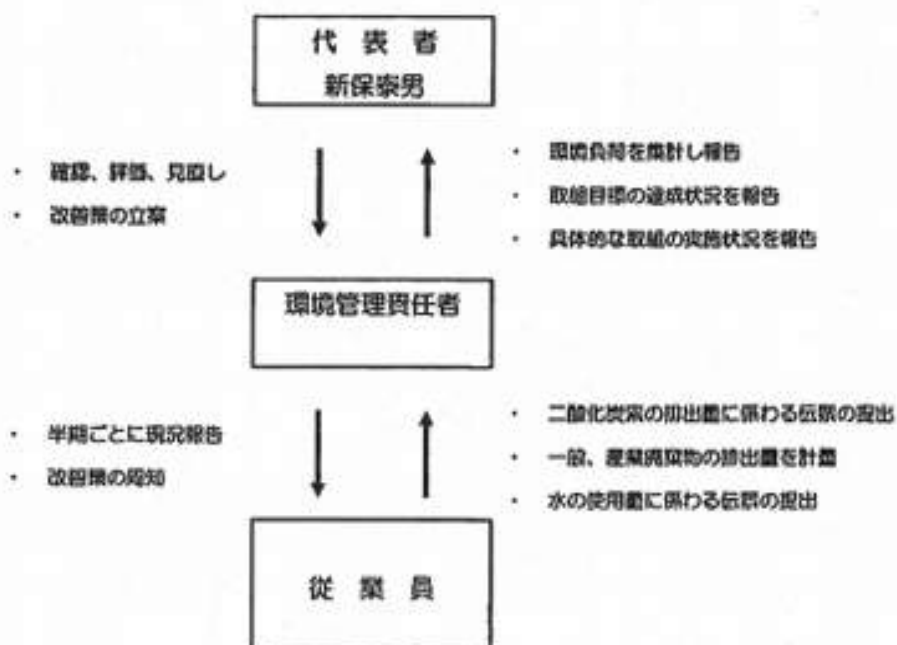 代 表 者
新保泰男
・ 確認、評価、見直し
・ 改善策の立案
・ 環境負荷を集計し報告
・ 取組目標の達成状況を報告
・ 具体的な取組の実施状況を報告
環境管理責任者
・ 半期ごとに現況報告
・ 改善策の周知
・ 二酸化炭素の排出量に係わる伝票の提出
・ 一般、産業廃棄物の排出量を計量
・ 水の使用量に係わる伝票の提出
従 業 員